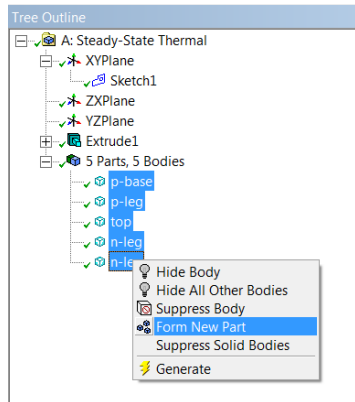 Tree Outline
A: Steady-State Thermal
XYPlane
Sketch1
ZXPlane
YZPlane
Extrude1
5 Parts, 5 Bodies
p-base
p-leg
top
n-leg
n-le
Hide Body
Hide All Other Bodies
Suppress Body
Form New Part
Suppress Solid Bodies
Generate